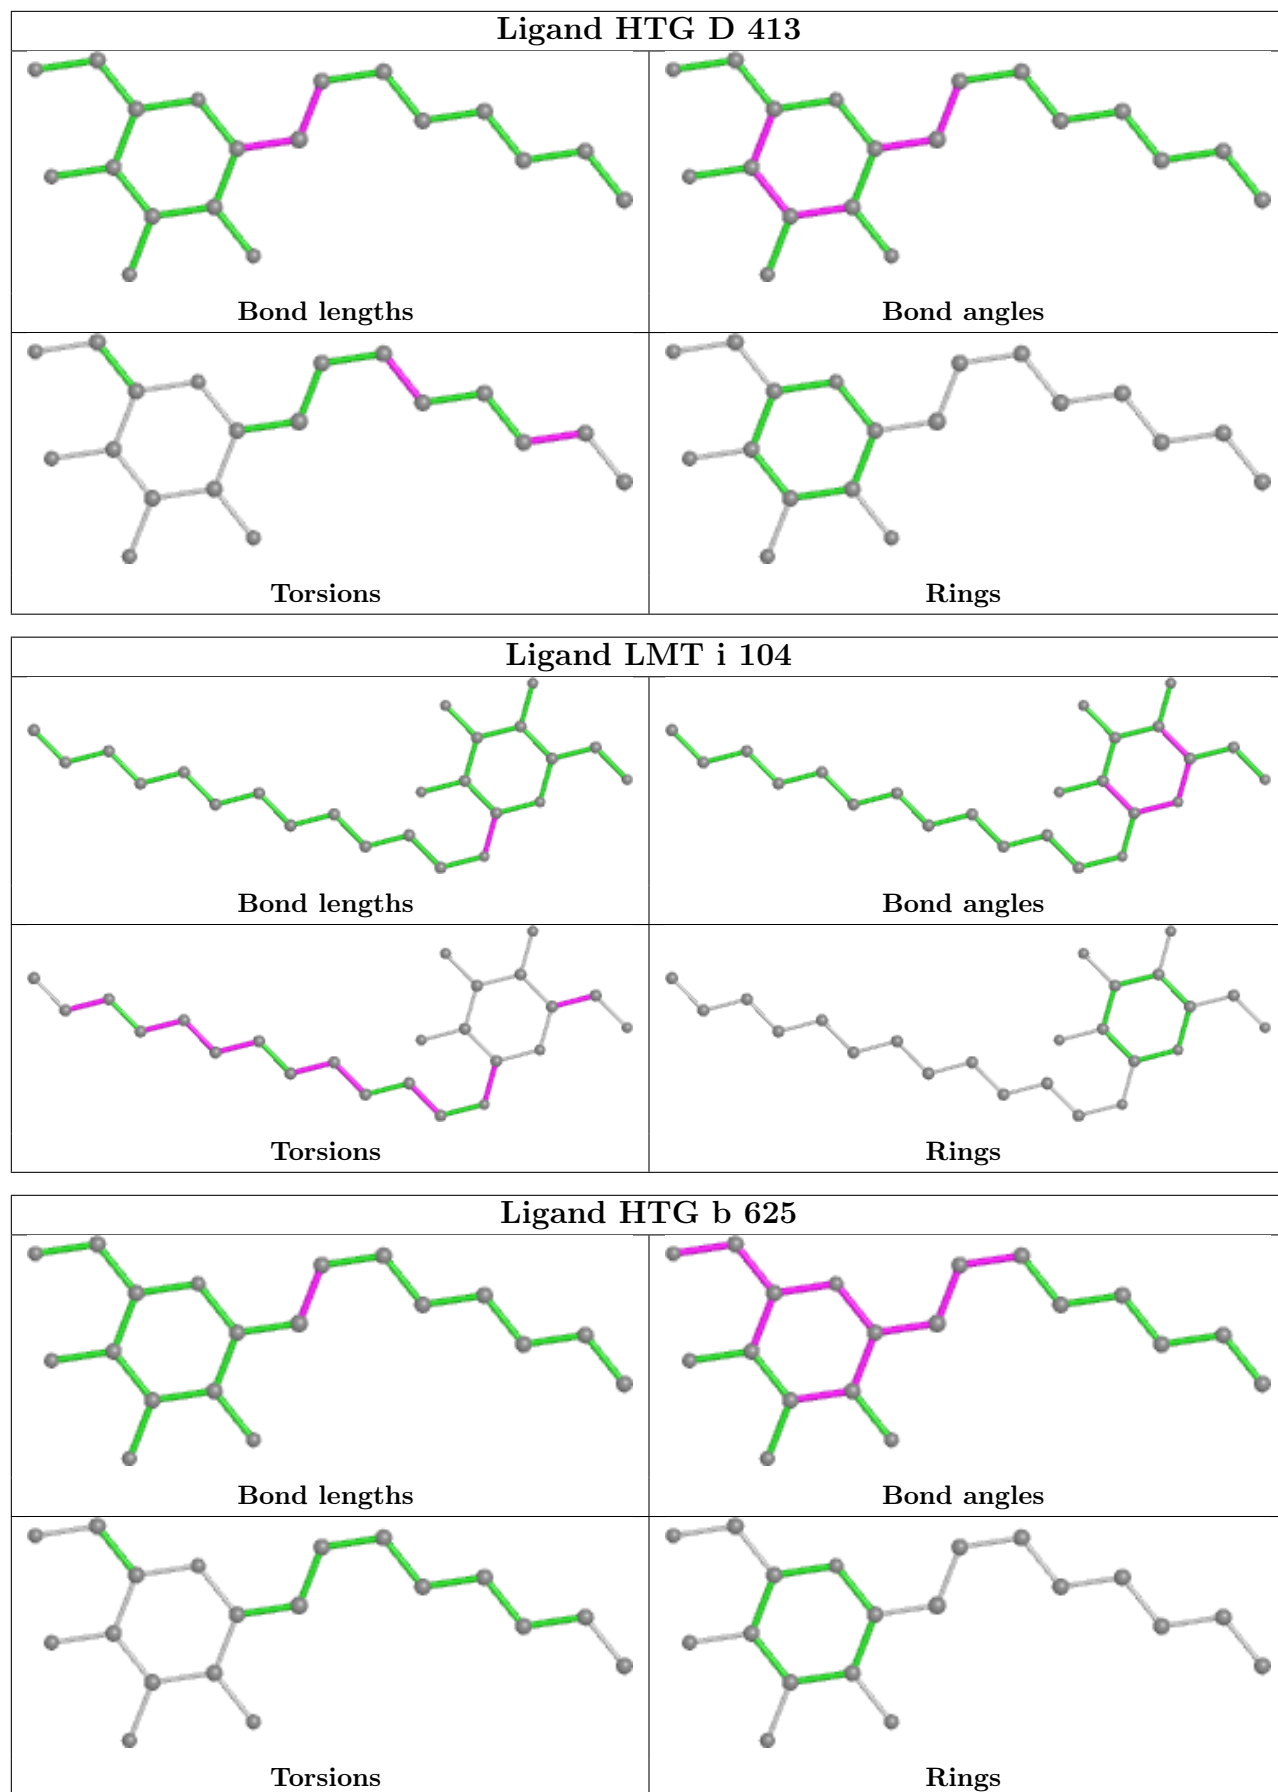 Ligand HTG D 413
Bond lengths
Bond angles
Torsions
Rings
Ligand LMT i 104
Bond lengths
Bond angles
Torsions
Rings
Ligand HTG b 625
Bond lengths
Bond angles
Torsions
Rings